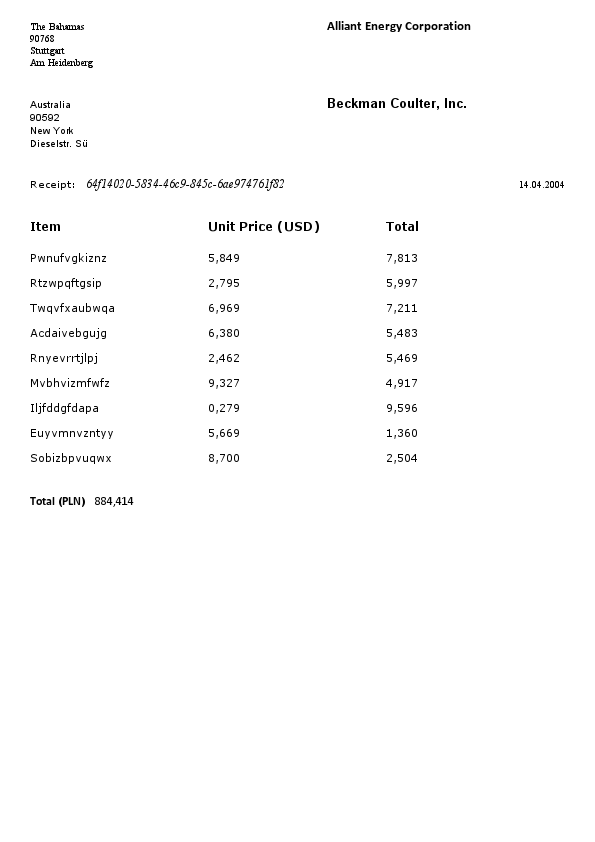 The Bahamas
90768
Stuttgart
Am Heidenberg
Alliant Energy Corporation
Australia
90592
New York
Dieselstr. Sü
Beckman Coulter, Inc.
Receipt: 64f14020-5834-46c9-845c-6ae974761f82 14.04.2004
Item Unit Price (USD) Total
Pwnufvgkiznz 5,849 7,813
Rtzwpqftgsip 2,795 5,997
Twqvfxaubwqa 6,969 7,211
Acdaivebgujg 6,380 5,483
Rnyevrrtjlpj 2,462 5,469
Mvbhvizmfwfz 9,327 4,917
Iljfddgfdapa 0,279 9,596
Euyvmnvzntyy 5,669 1,360
Sobizbpvuqwx 8,700 2,504
Total (PLN) 884,414